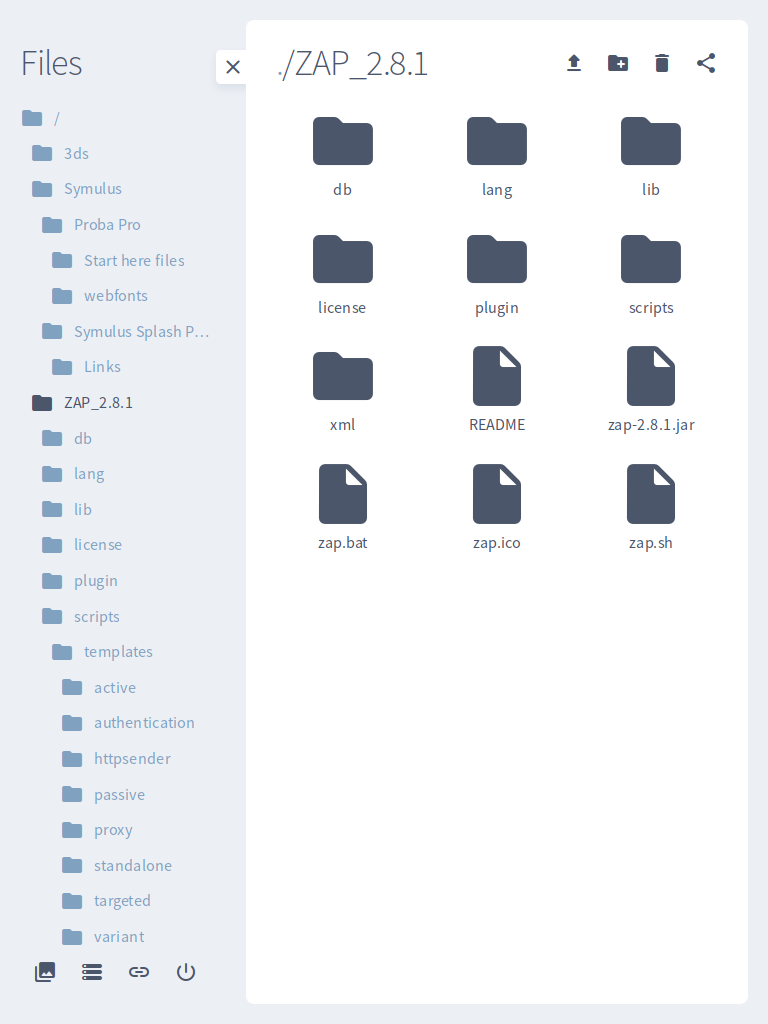 Files
/
3ds
Symulus
Proba Pro
Start here files
webfonts
Symulus Splash P...
Links
ZAP_2.8.1
db
lang
lib
license
plugin
scripts
templates
active
authentication
httpsender
passive
proxy
standalone
targeted
variant
./ZAP_2.8.1
db lang lib
license plugin scripts
xml README zap-2.8.1.jar
zap.bat zap.ico zap.sh